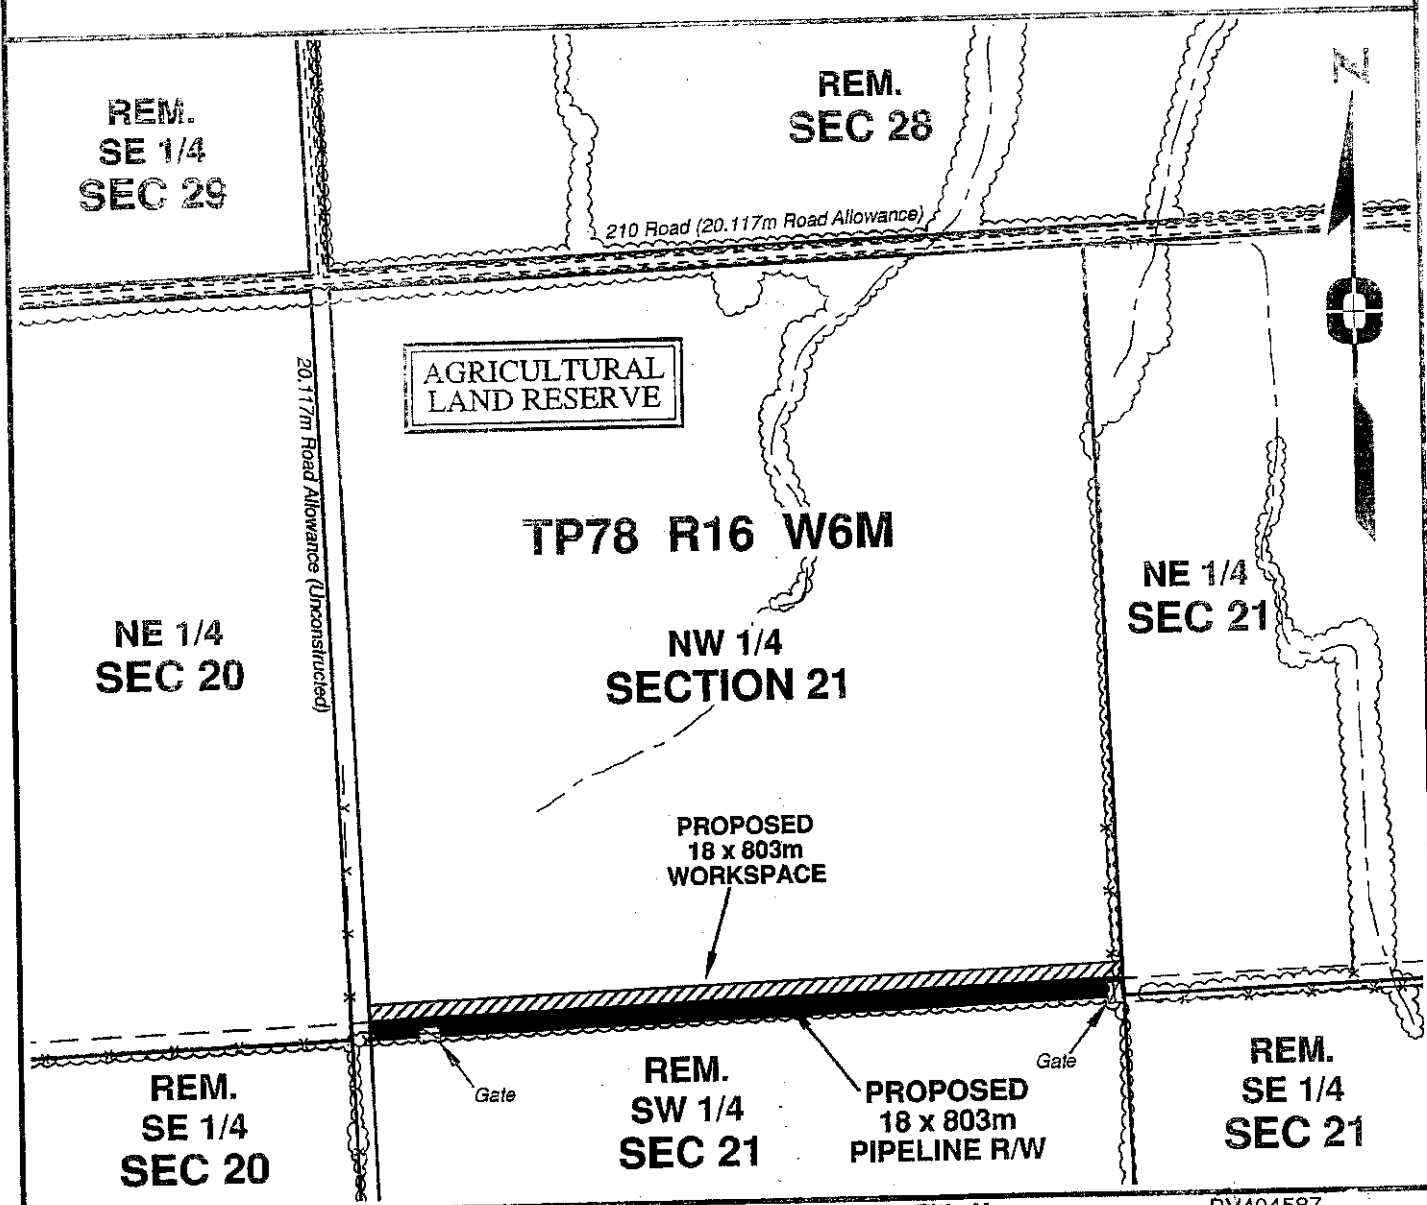 REM.
SE 1/4
SEC 29
REM.
SEC 28
N
210 Road (20.117m Road Allowance)
AGRICULTURAL
LAND RESERVE
20.117m Road Allowance (Unconstructed)
TP78 R16 W6M
NE 1/4
SEC 20
NW 1/4
SECTION 21
NE 1/4
SEC 21
PROPOSED
18 x 803m
WORKSPACE
Gate
Gate
REM.
SE 1/4
SEC 20
REM.
SW 1/4
SEC 21
PROPOSED
18 x 803m
PIPELINE R/W
REM.
SE 1/4
SEC 21